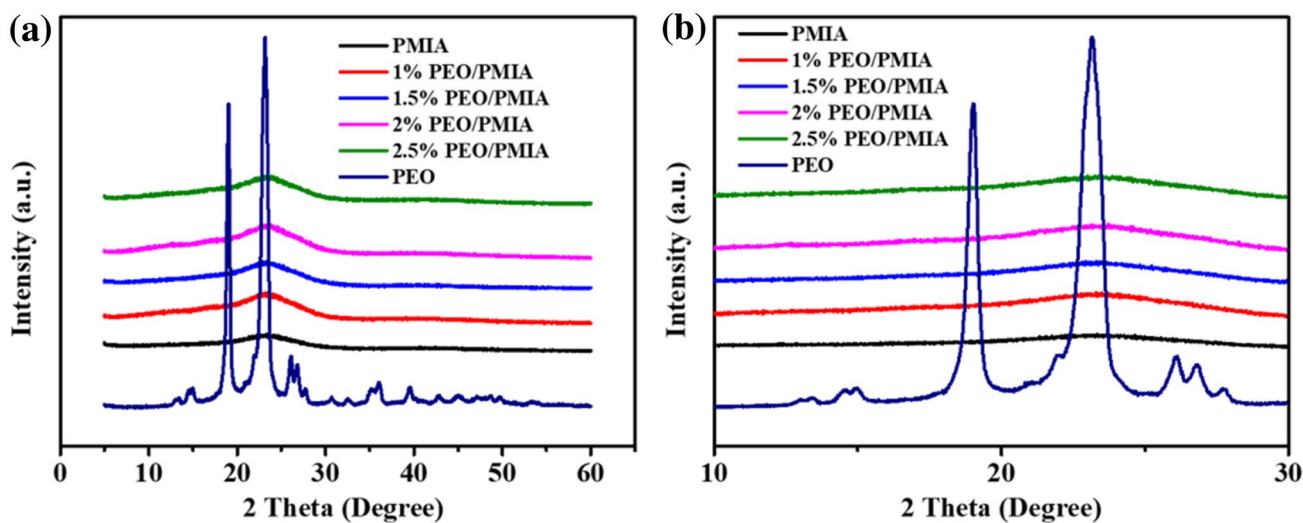 (a)
PMIA
1% PEO/PMIA
1.5% PEO/PMIA
2% PEO/PMIA
2.5% PEO/PMIA
PEO
Intensity (a.u.)
0 10 20 30 40 50 60
2 Theta (Degree)
(b)
PMIA
1% PEO/PMIA
1.5% PEO/PMIA
2% PEO/PMIA
2.5% PEO/PMIA
PEO
Intensity (a.u.)
10 20 30
2 Theta (Degree)